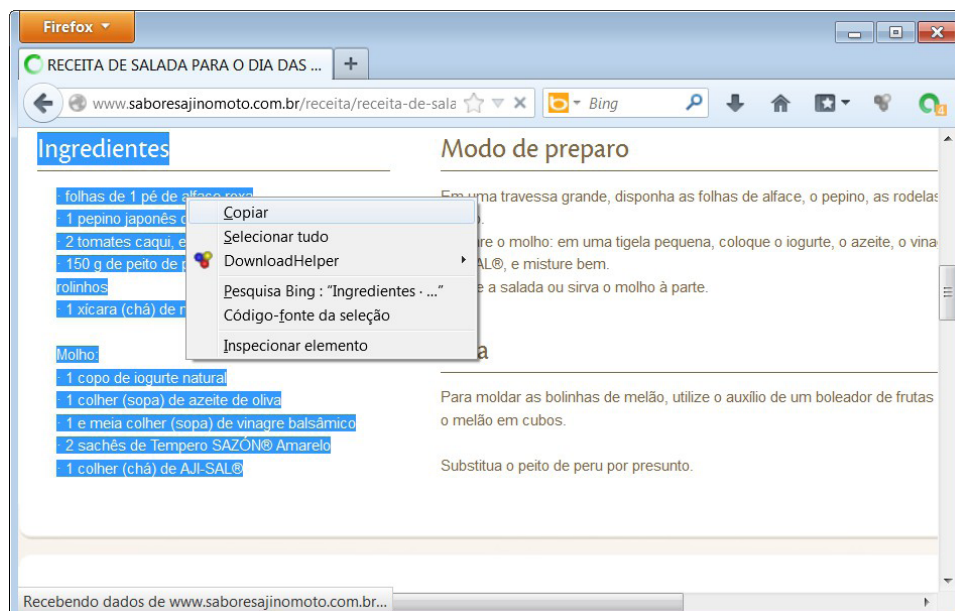 Firefox
RECEITA DE SALADA PARA O DIA DAS ...
www.saboresajinomoto.com.br/receita/receita-de-sala
Bing
4
Ingredientes
· folhas de 1 pé de alface roxa
· 1 pepino japonês
· 2 tomates caqui, e
· 150 g de peito de
rolinhos
· 1 xícara (chá) de
Molho:
· 1 copo de iogurte natural
· 1 colher (sopa) de azeite de oliva
· 1 e meia colher (sopa) de vinagre balsâmico
· 2 sachês de Tempero SAZÓN® Amarelo
· 1 colher (chá) de AJI-SAL®
Copiar
Selecionar tudo
DownloadHelper
Pesquisa Bing : "Ingredientes · ..."
Código-fonte da seleção
Inspecionar elemento
Modo de preparo
Em uma travessa grande, disponha as folhas de alface, o pepino, as rodelas
re o molho: em uma tigela pequena, coloque o iogurte, o azeite, o vina
AL®, e misture bem.
e a salada ou sirva o molho à parte.
a
Para moldar as bolinhas de melão, utilize o auxílio de um boleador de frutas
o melão em cubos.
Substitua o peito de peru por presunto.
Recebendo dados de www.saboresajinomoto.com.br...